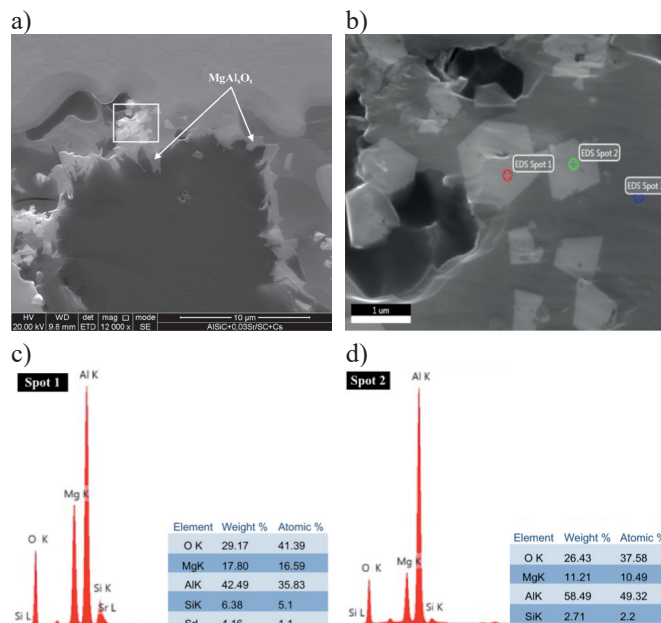 a)
b)
MgAlxOx
EDS Spot 1
EDS Spot 2
EDS Spot
1 um
HV WD det mag □ mode
20.00 kV 9.8 mm ETD 12 000 x SE
10 µm
AlSiC+0,03Sr/SC+Cs
c)
d)
Spot 1
Al K
Mg K
O K
Si K
Si L
Sr L
Element Weight % Atomic %
O K 29.17 41.39
MgK 17.80 16.59
AlK 42.49 35.83
SiK 6.38 5.1
Spot 2
Al K
O K
Mg K
Si L
Si K
Element Weight % Atomic %
O K 26.43 37.58
MgK 11.21 10.49
AlK 58.49 49.32
SiK 2.71 2.2